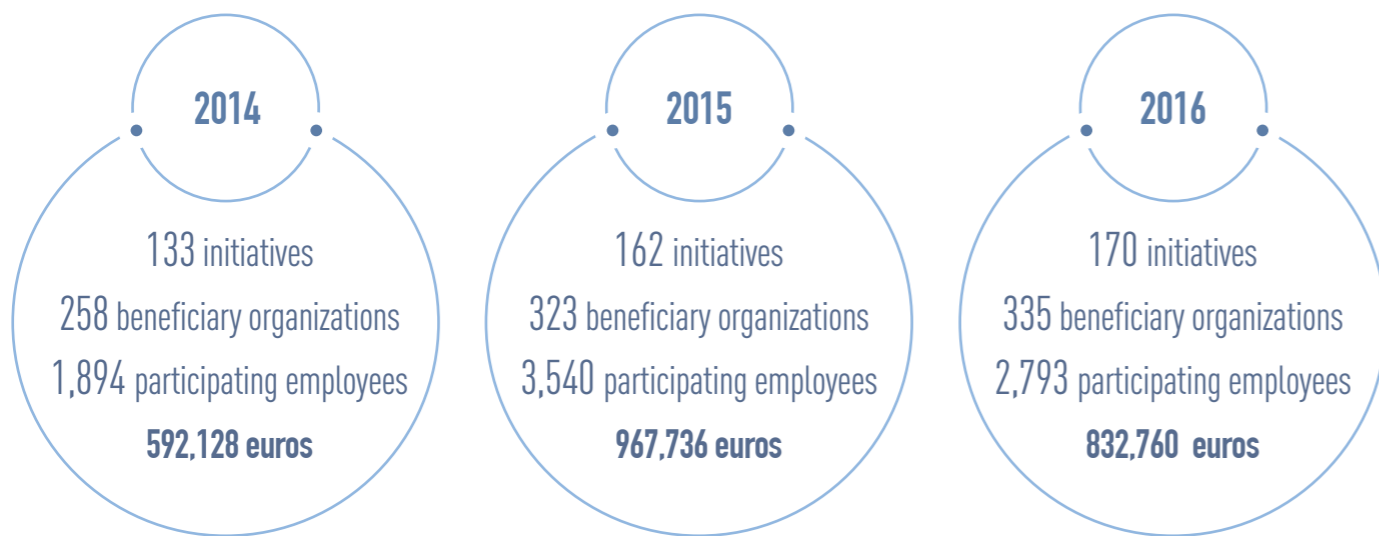 2014
133 initiatives
258 beneficiary organizations
1,894 participating employees
592,128 euros
2015
162 initiatives
323 beneficiary organizations
3,540 participating employees
967,736 euros
2016
170 initiatives
335 beneficiary organizations
2,793 participating employees
832,760 euros